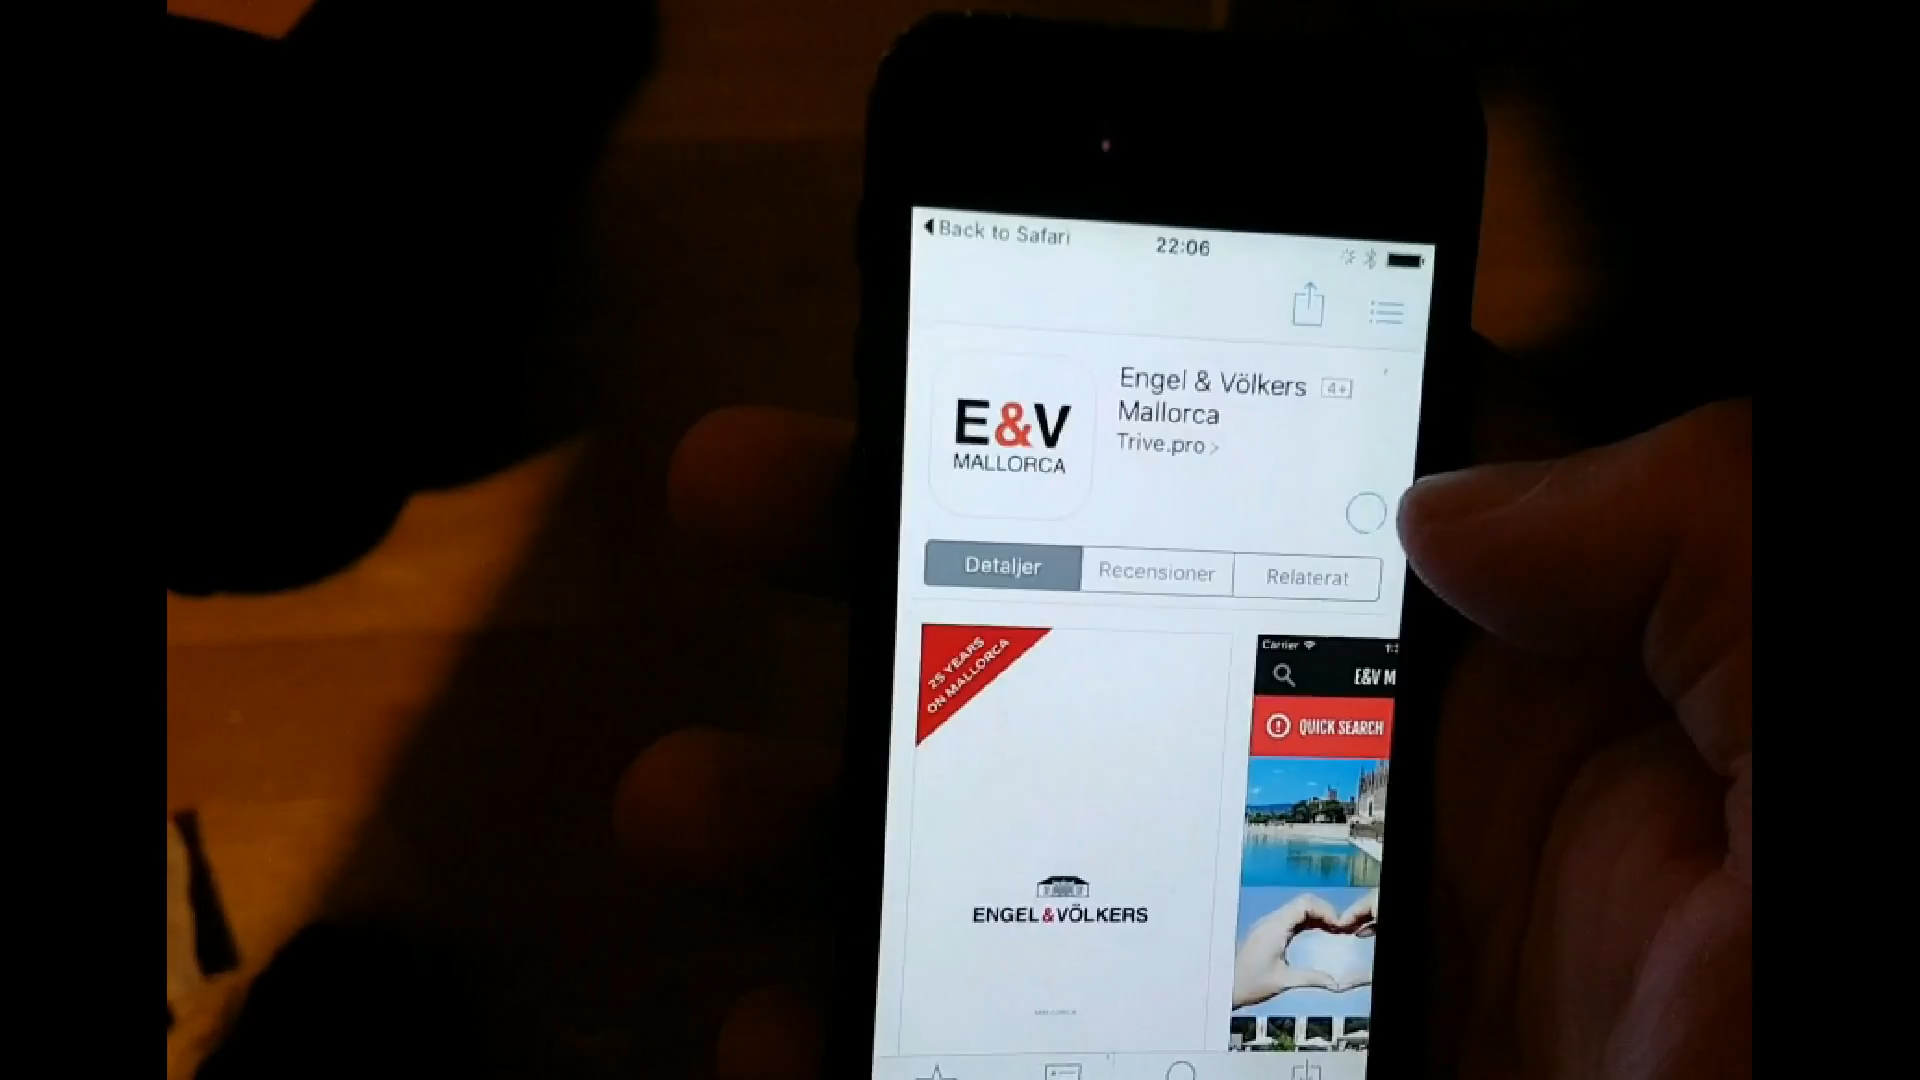 Back to Safari
22:06
Engel & Völkers 4+
Mallorca
Trive.pro >
E&V
MALLORCA
Detaljer
Recensioner
Relaterat
25 YEARS
ON MALLORCA
ENGEL&VÖLKERS
Carrier
E&V M
QUICK SEARCH